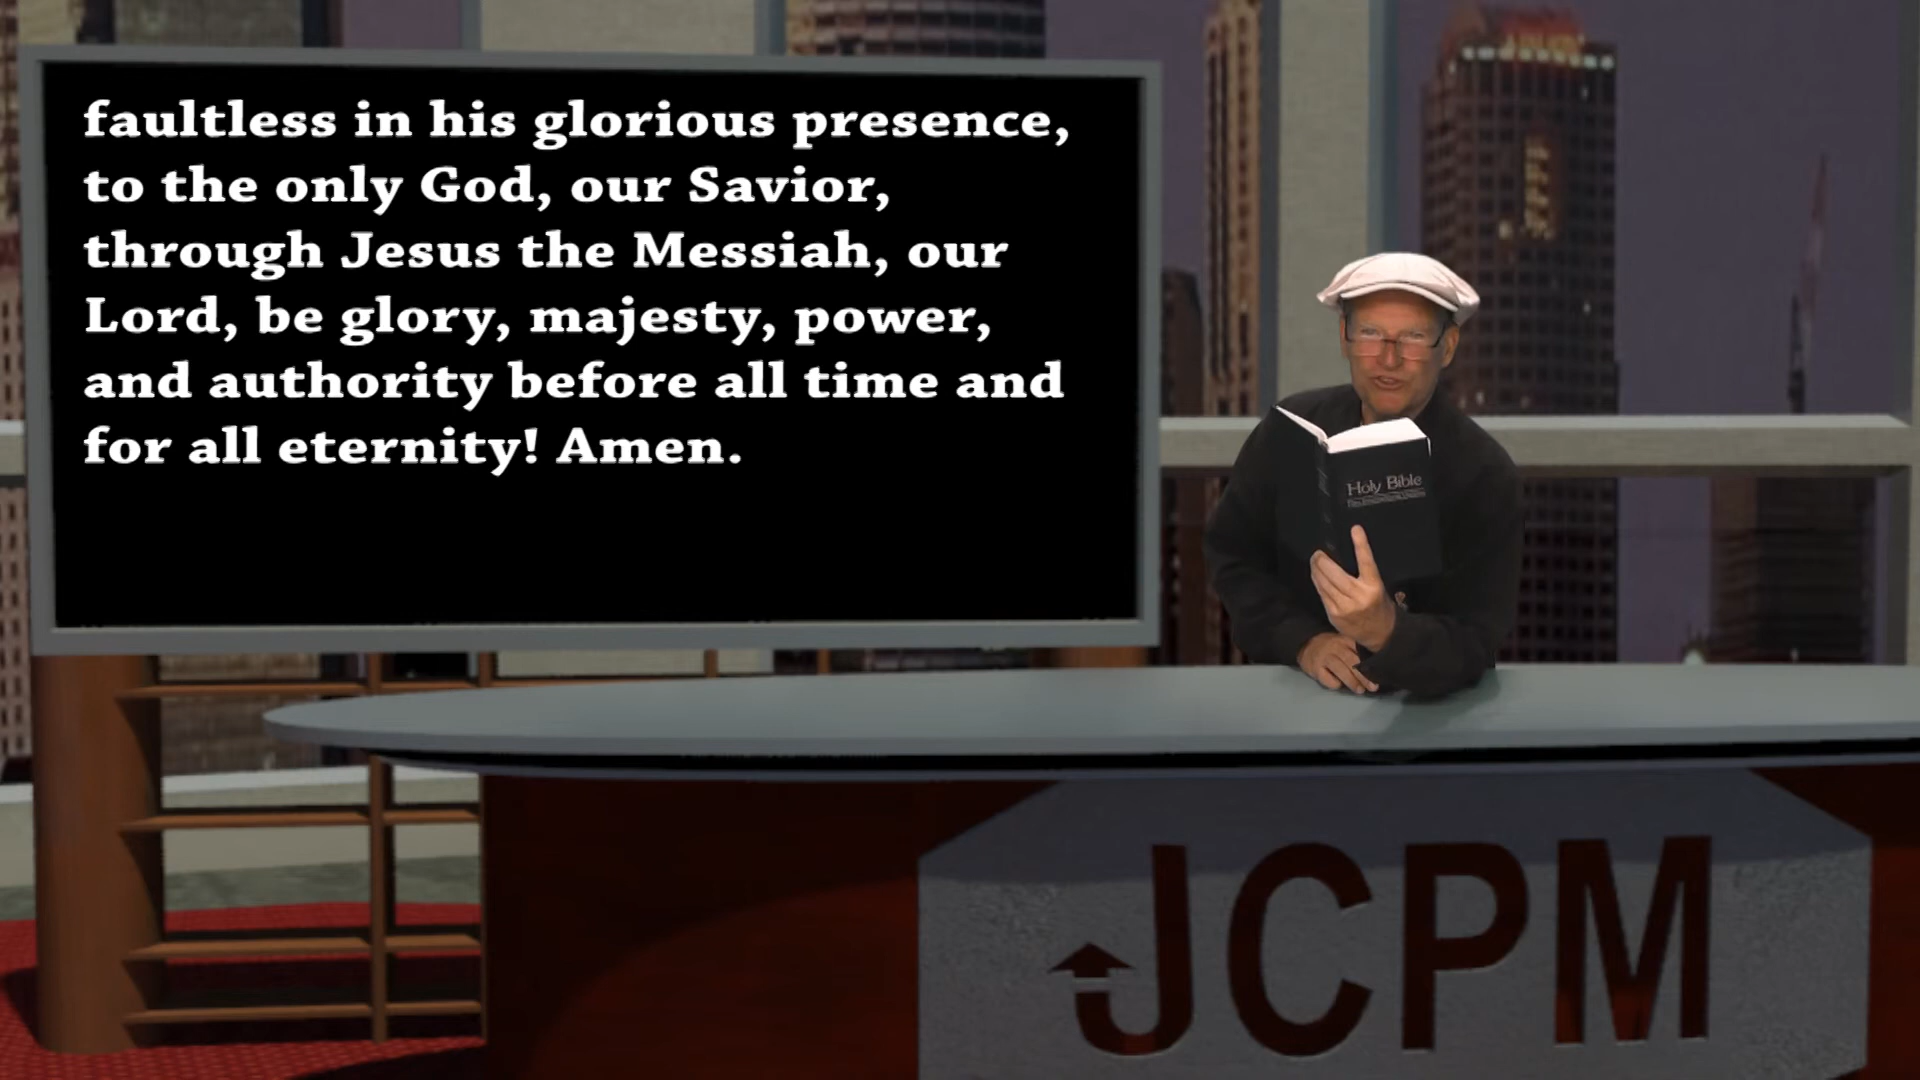 faultless in his glorious presence,
to the only God, our Savior,
through Jesus the Messiah, our
Lord, be glory, majesty, power,
and authority before all time and
for all eternity! Amen.
Holy Bible
JCPM